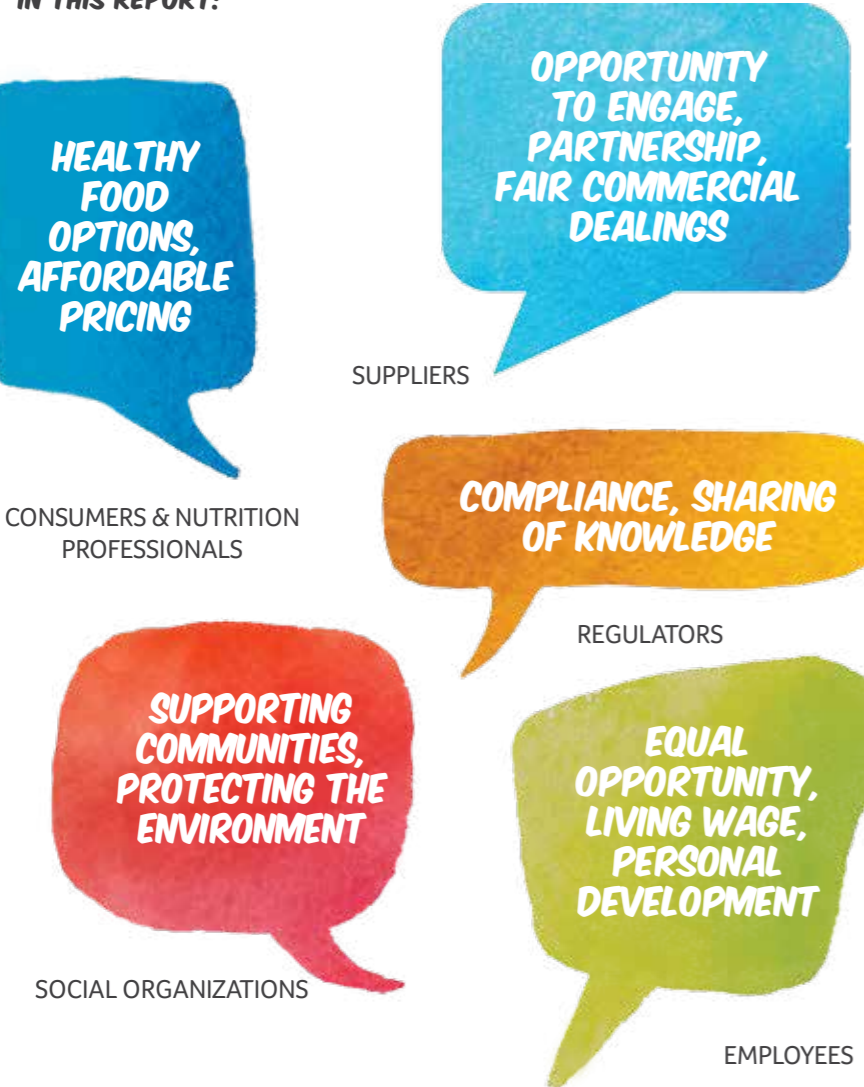 IN THIS REPORT:
HEALTHY
FOOD
OPTIONS,
AFFORDABLE
PRICING
CONSUMERS & NUTRITION
PROFESSIONALS
OPPORTUNITY
TO ENGAGE,
PARTNERSHIP,
FAIR COMMERCIAL
DEALINGS
SUPPLIERS
COMPLIANCE, SHARING
OF KNOWLEDGE
REGULATORS
SUPPORTING
COMMUNITIES,
PROTECTING THE
ENVIRONMENT
SOCIAL ORGANIZATIONS
EQUAL
OPPORTUNITY,
LIVING WAGE,
PERSONAL
DEVELOPMENT
EMPLOYEES